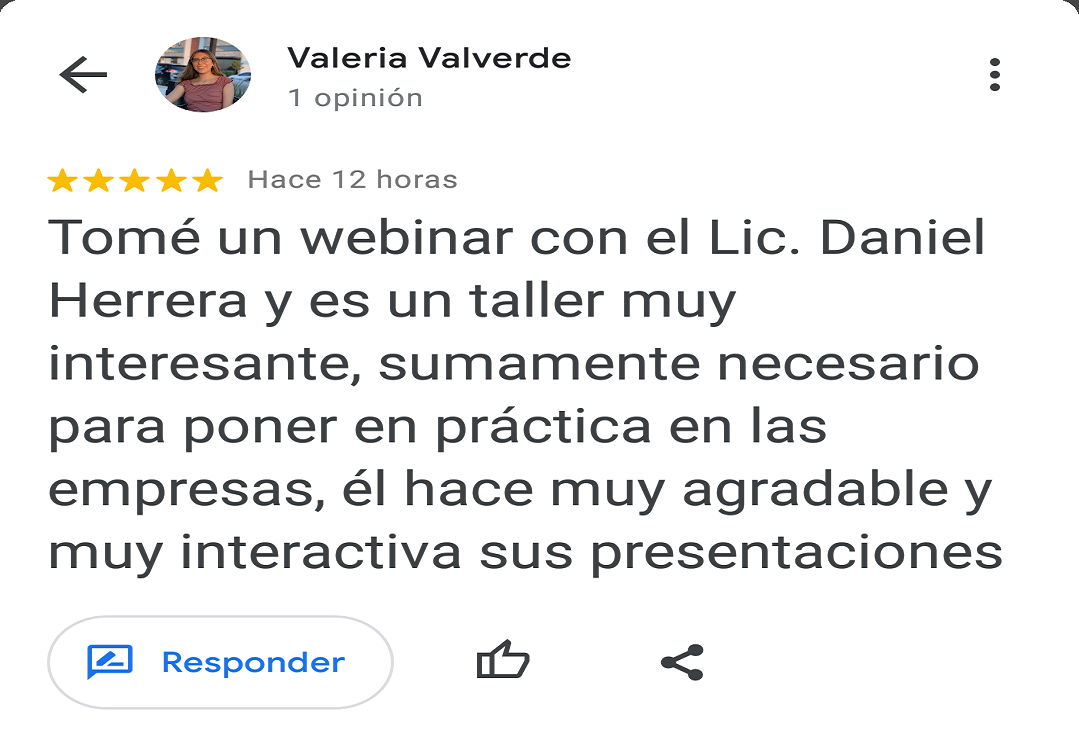 Valeria Valverde
1 opinión
Hace 12 horas
Tomé un webinar con el Lic. Daniel
Herrera y es un taller muy
interesante, sumamente necesario
para poner en práctica en las
empresas, él hace muy agradable y
muy interactiva sus presentaciones
Responder